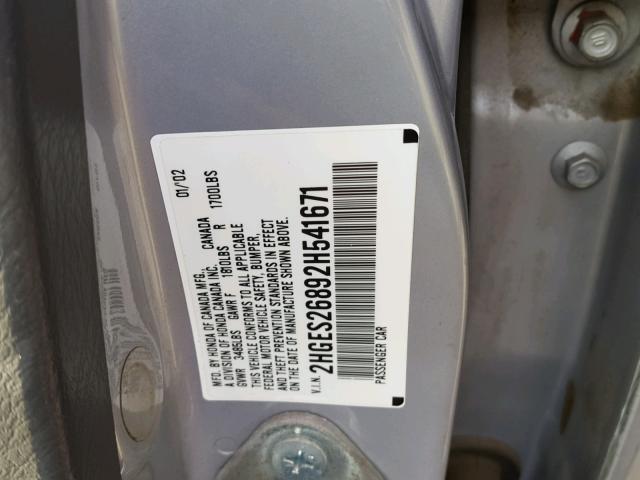 MFD. BY HONDA OF CANADA MFG. 01/'02
A DIVISION OF HONDA CANADA INC. CANADA
GVWR 3486LBS GAWR F 1810LBS R 1700LBS
THIS VEHICLE CONFORMS TO ALL APPLICABLE
FEDERAL MOTOR VEHICLE SAFETY, BUMPER,
AND THEFT PREVENTION STANDARDS IN EFFECT
ON THE DATE OF MANUFACTURE SHOWN ABOVE.
V.I.N. 2HGES26892H541671
PASSENGER CAR